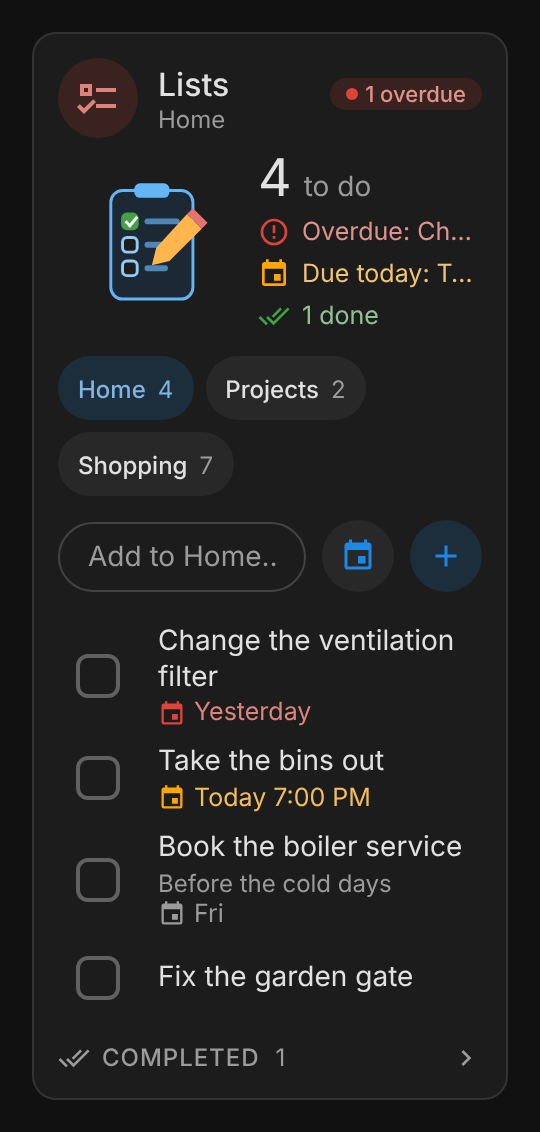 Lists
Home
1 overdue
4 to do
Overdue: Ch...
Due today: T...
1 done
Home 4
Projects 2
Shopping 7
Add to Home..
Change the ventilation
filter
Yesterday
Take the bins out
Today 7:00 PM
Book the boiler service
Before the cold days
Fri
Fix the garden gate
COMPLETED 1